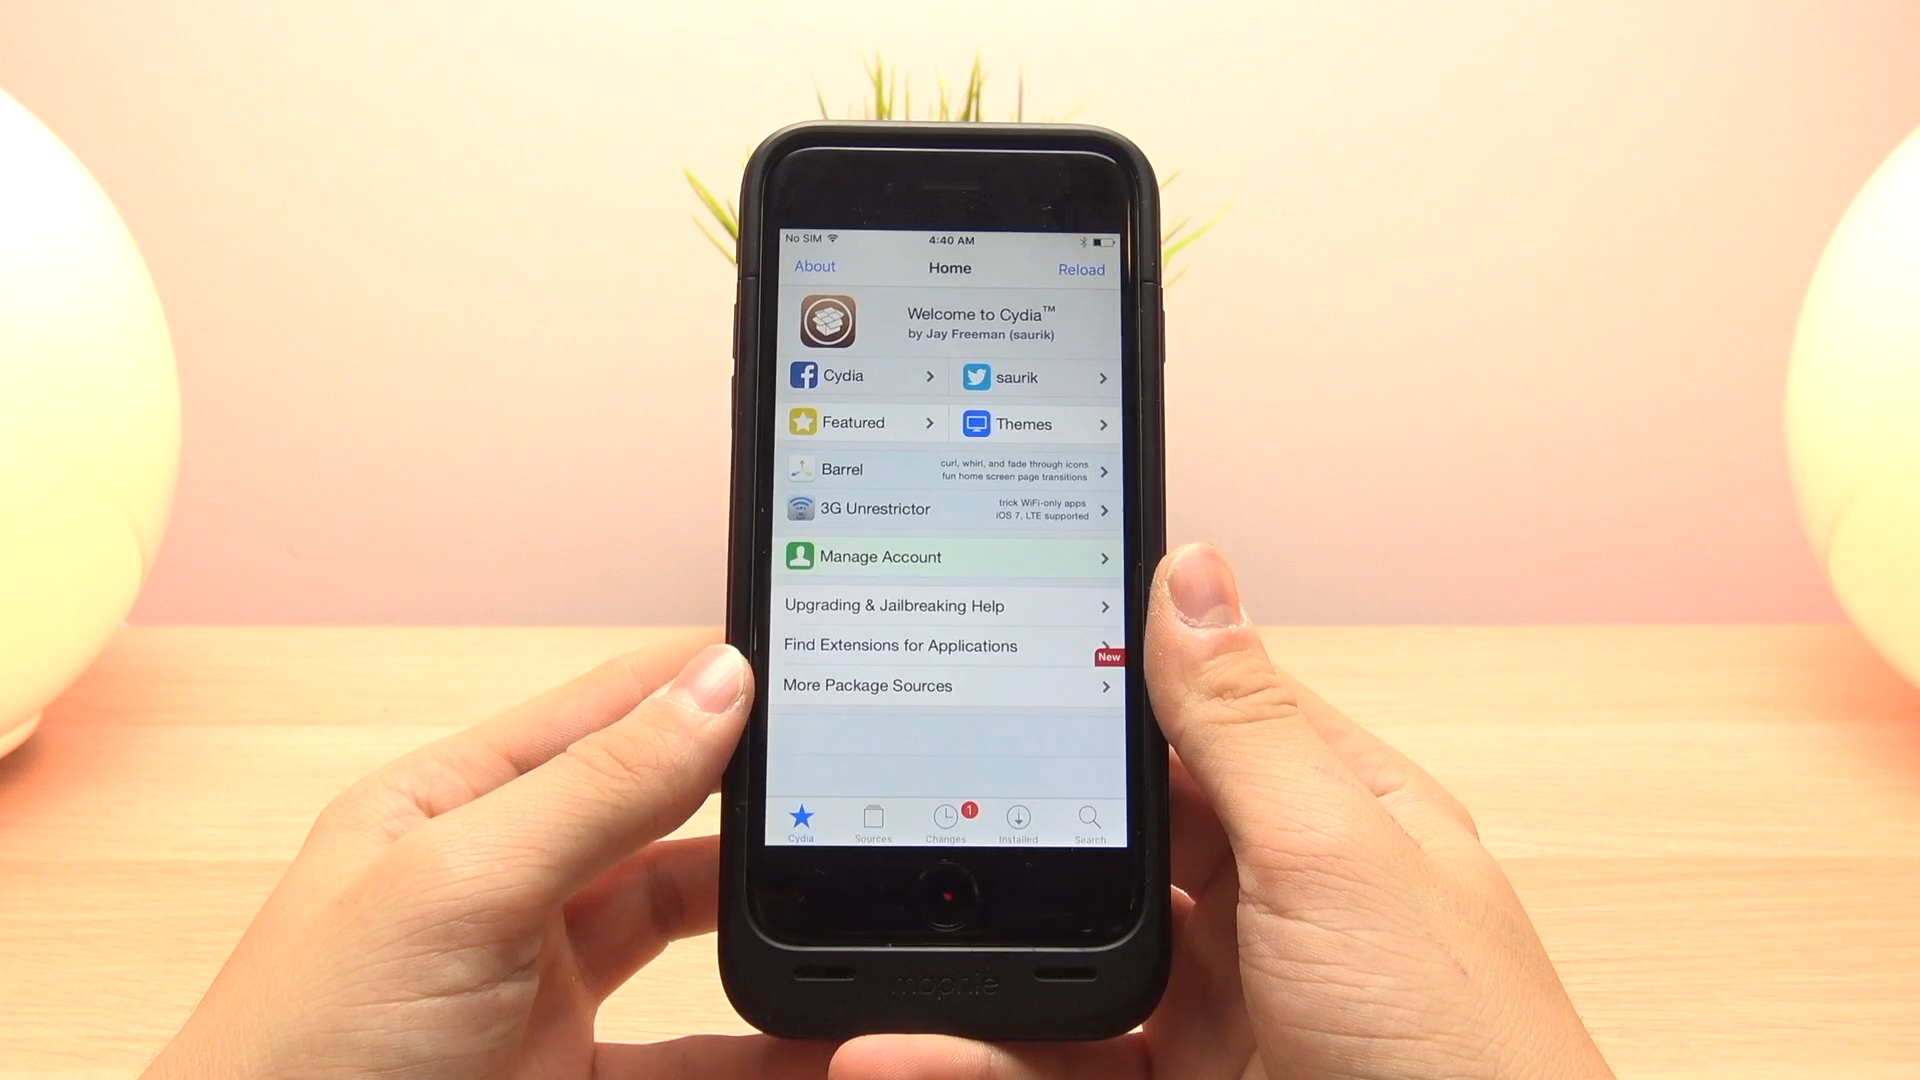 No SIM 4:40 AM
About Home Reload
Welcome to Cydia™
by Jay Freeman (saurik)
Cydia saurik
Featured Themes
Barrel curl, whirl, and fade through icons
fun home screen page transitions
3G Unrestrictor trick WiFi-only apps
iOS 7, LTE supported
Manage Account
Upgrading & Jailbreaking Help
Find Extensions for Applications
New
More Package Sources
1
Cydia Sources Changes Installed Search
mophie